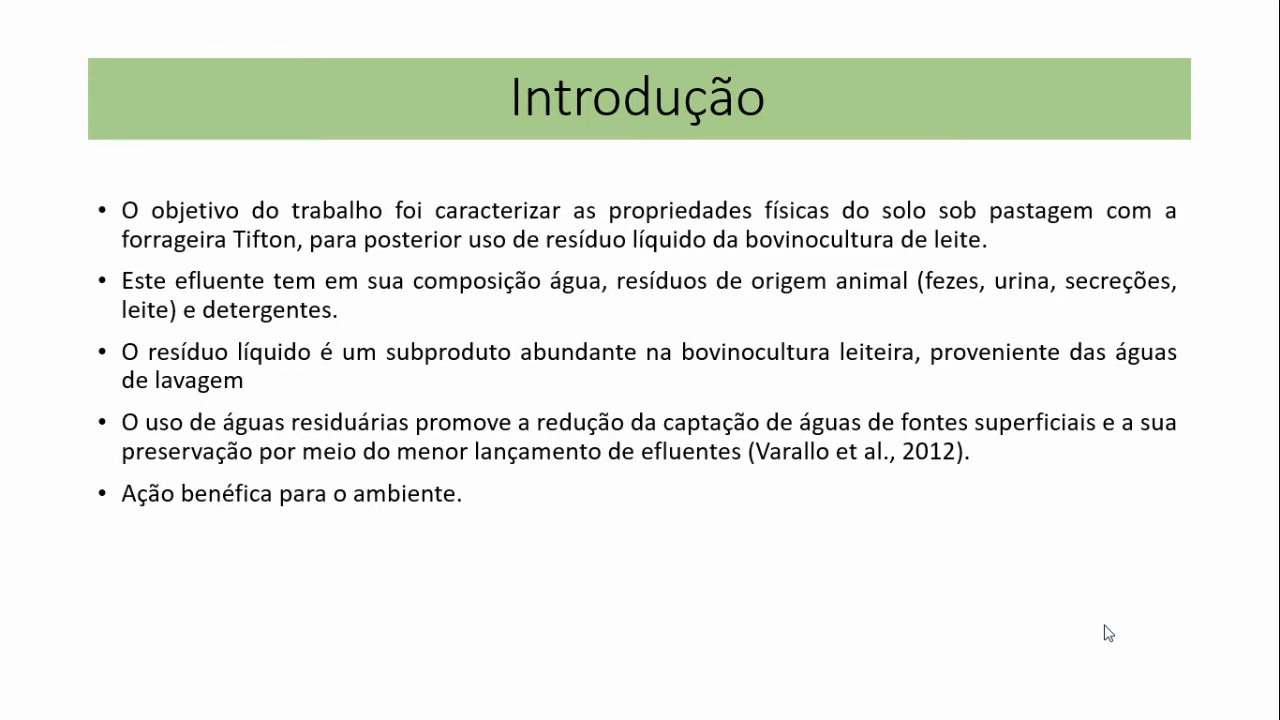 Introdução
• O objetivo do trabalho foi caracterizar as propriedades físicas do solo sob pastagem com a
forrageira Tifton, para posterior uso de resíduo líquido da bovinocultura de leite.
• Este efluente tem em sua composição água, resíduos de origem animal (fezes, urina, secreções,
leite) e detergentes.
• O resíduo líquido é um subproduto abundante na bovinocultura leiteira, proveniente das águas
de lavagem
• O uso de águas residuárias promove a redução da captação de águas de fontes superficiais e a sua
preservação por meio do menor lançamento de efluentes (Varallo et al., 2012).
• Ação benéfica para o ambiente.